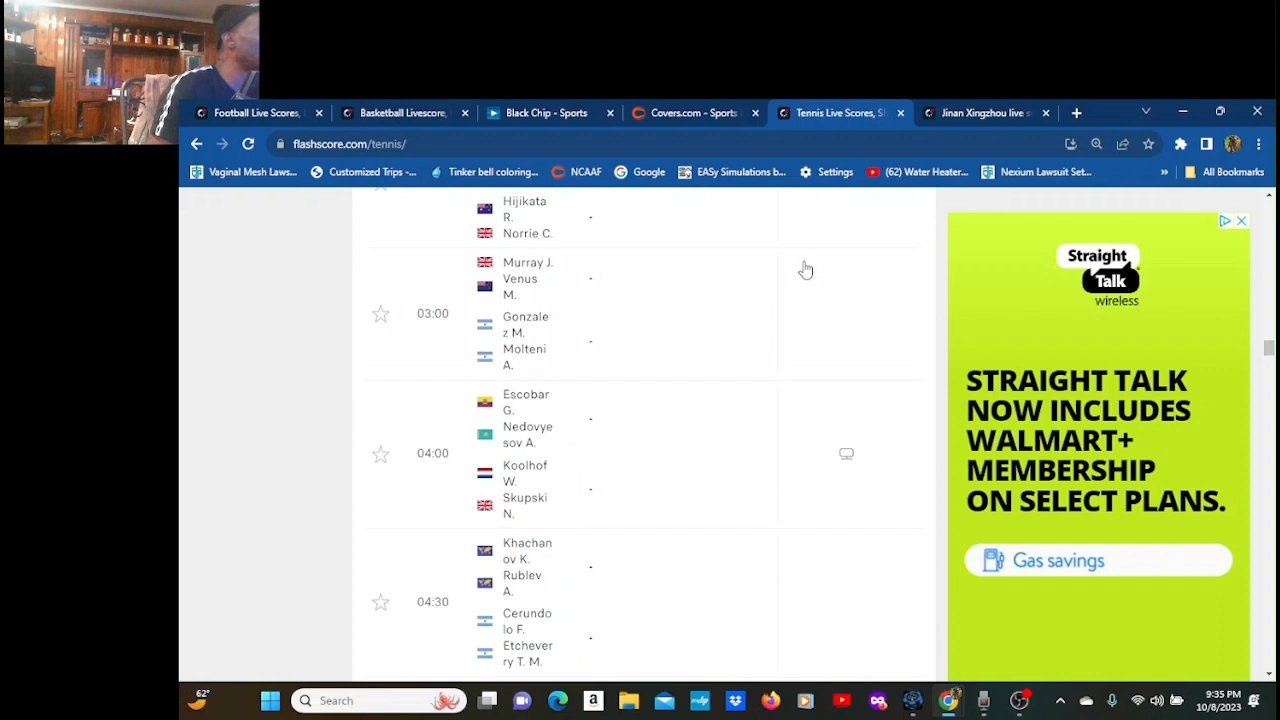 Football Live Scores,
Basketball Livescore,
Black Chip - Sports
Covers.com - Sports
Tennis Live Scores, S
Jinan Xingzhou live s
flashscore.com/tennis/
Vaginal Mesh Laws...
Customized Trips -...
Tinker bell coloring...
NCAAF
Google
EASy Simulations b...
Settings
(62) Water Heater...
Nexium Lawsuit Set...
»
All Bookmarks
Hijikata
R.
-
Norrie C.
03:00
Murray J.
Venus
M.
-
Gonzale
z M.
Molteni
A.
-
04:00
Escobar
G.
Nedovye
sov A.
-
Koolhof
W.
Skupski
N.
-
04:30
Khachan
ov K.
Rublev
A.
-
Cerundo
lo F.
Etchever
ry T. M.
-
Straight
Talk
wireless
STRAIGHT TALK
NOW INCLUDES
WALMART+
MEMBERSHIP
ON SELECT PLANS.
Gas savings
62°
Search
9:35 PM
10/8/2023